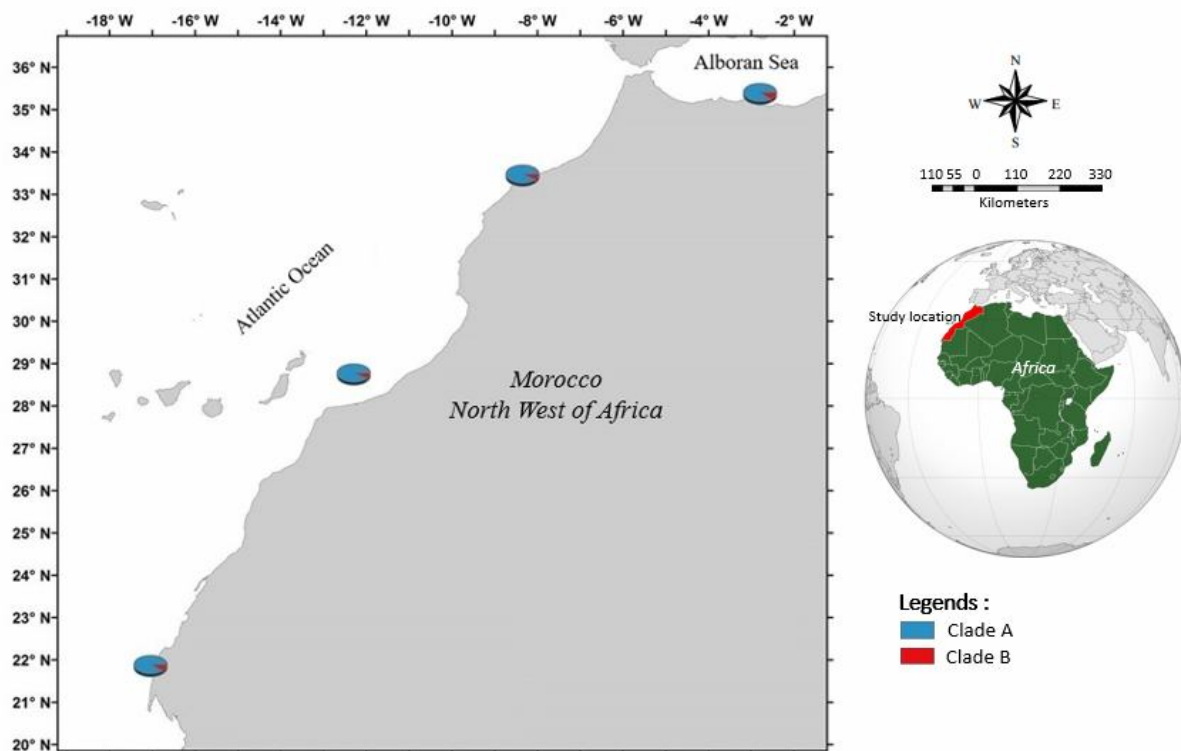 -18° W -16° W -14° W -12° W -10° W -8° W -6° W -4° W -2° W
36° N
35° N
34° N
33° N
32° N
31° N
30° N
29° N
28° N
27° N
26° N
25° N
24° N
23° N
22° N
21° N
20° N
Alboran Sea
Atlantic Ocean
Morocco
North West of Africa
N
W E
S
110 55 0 110 220 330
Kilometers
Study location
Africa
Legends :
Clade A
Clade B